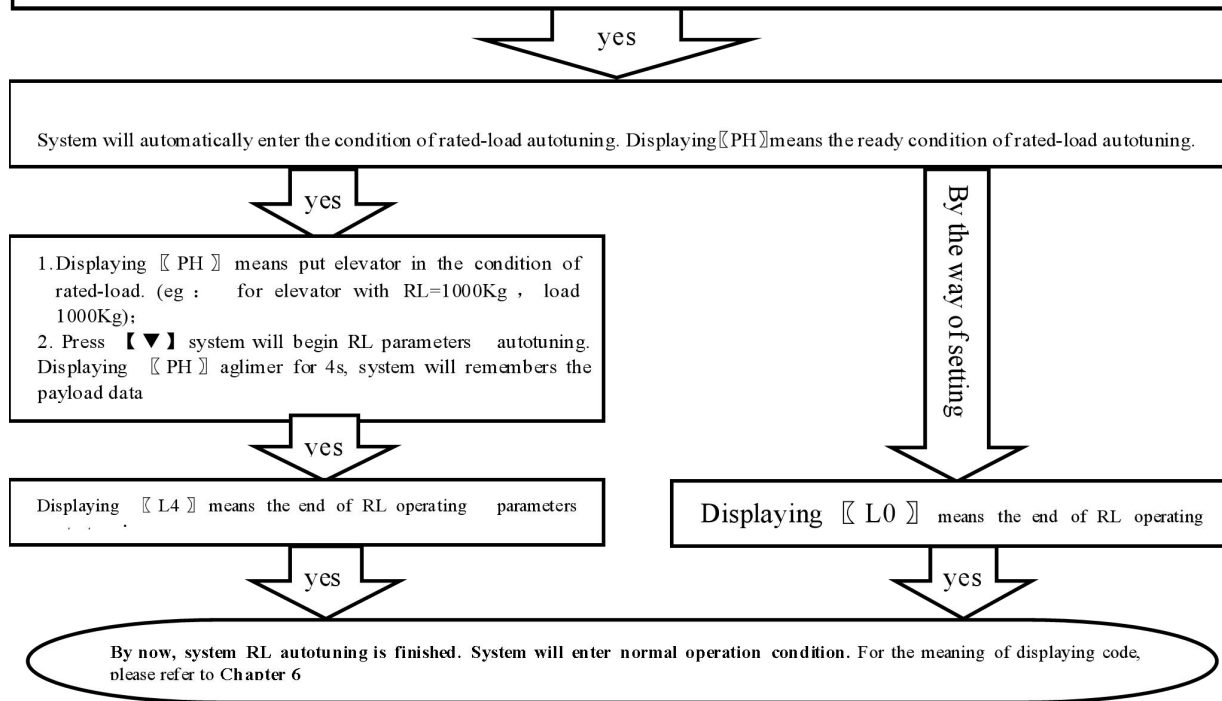 yes
System will automatically enter the condition of rated-load autotuning. Displaying〖PH〗means the ready condition of rated-load autotuning.
yes
By the way of setting
1.Displaying 〖 PH 〗 means put elevator in the condition of
rated-load. (eg : for elevator with RL=1000Kg , load
1000Kg);
2. Press 【▼】 system will begin RL parameters autotuning.
Displaying 〖 PH 〗 aglimer for 4s, system will remembers the
payload data
yes
Displaying 〖 L4 〗 means the end of RL operating parameters
Displaying 〖 L0 〗 means the end of RL operating
yes
yes
By now, system RL autotuning is finished. System will enter normal operation condition. For the meaning of displaying code,
please refer to Chapter 6